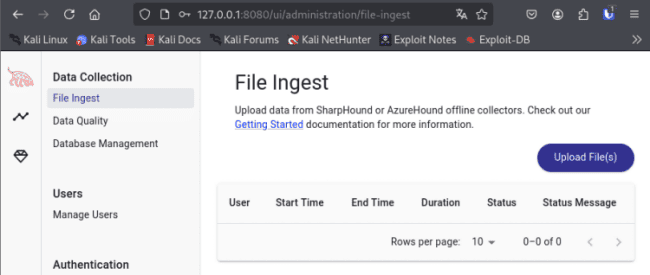 127.0.0.1:8080/ui/administration/file-ingest
Kali Linux Kali Tools Kali Docs Kali Forums Kali NetHunter Exploit Notes Exploit-DB
Data Collection
File Ingest
Data Quality
Database Management
Users
Manage Users
Authentication
File Ingest
Upload data from SharpHound or AzureHound offline collectors. Check out our
Getting Started documentation for more information.
Upload File(s)
User Start Time End Time Duration Status Status Message
Rows per page: 10 0–0 of 0